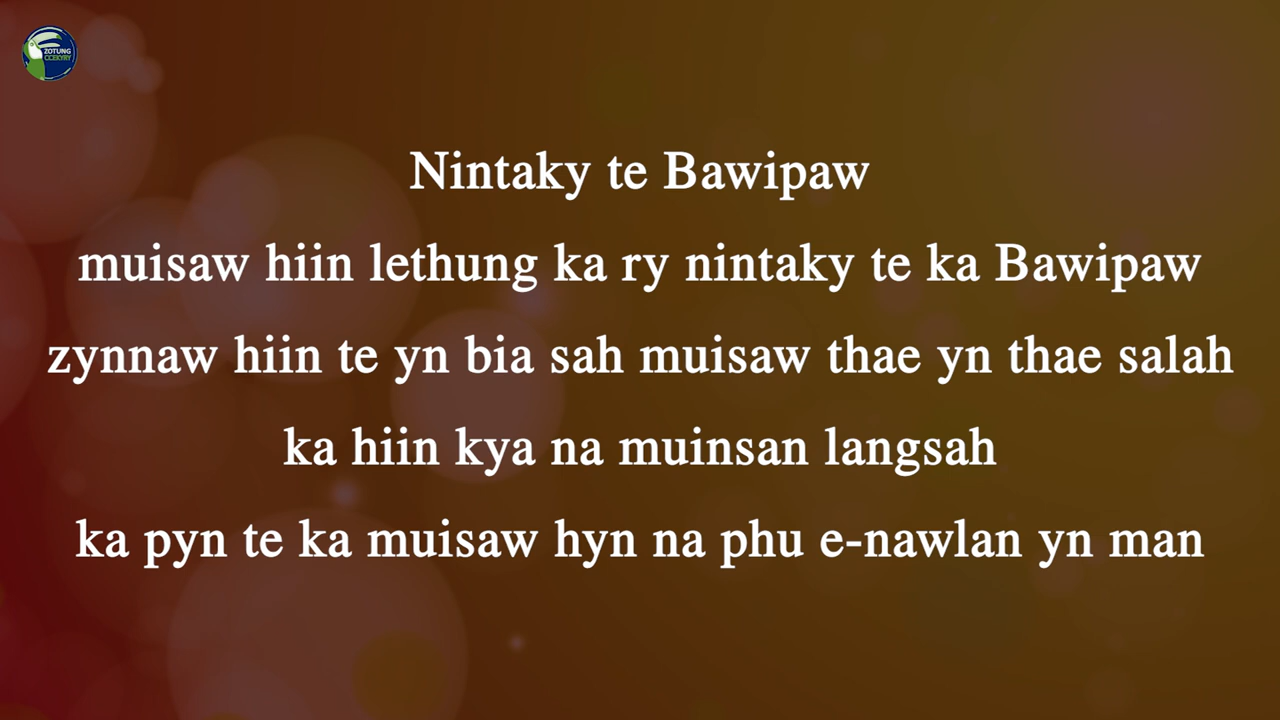 ZOTUNG
CCEKYRY
Nintaky te Bawipaw
muisaw hiin lethung ka ry nintaky te ka Bawipaw
zynnaw hiin te yn bia sah muisaw thae yn thae salah
ka hiin kya na muinsan langsah
ka pyn te ka muisaw hyn na phu e-nawlan yn man